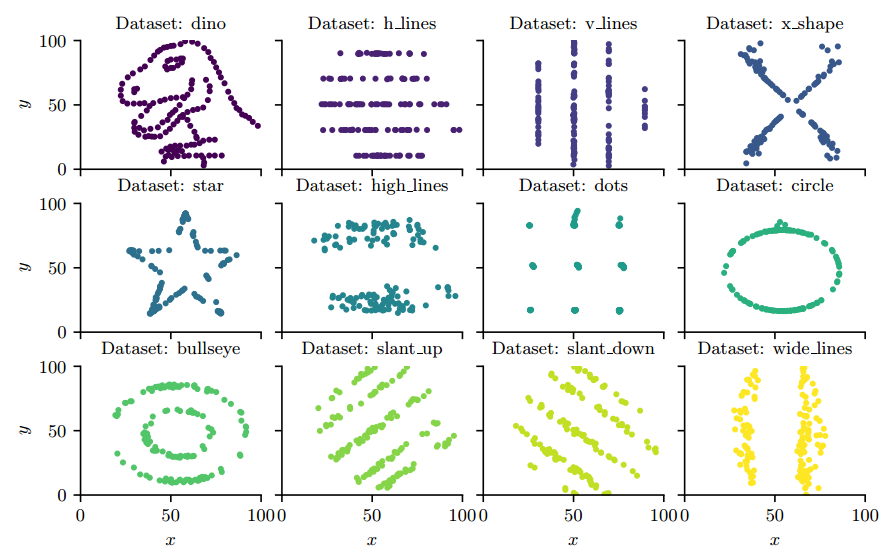 Dataset: dino Dataset: h_lines Dataset: v_lines Dataset: x_shape
100
y
50
0
Dataset: star Dataset: high_lines Dataset: dots Dataset: circle
100
y
50
0
Dataset: bullseye Dataset: slant_up Dataset: slant_down Dataset: wide_lines
100
y
50
0
0 50 100 0 50 100 0 50 100 0 50 100
x x x x